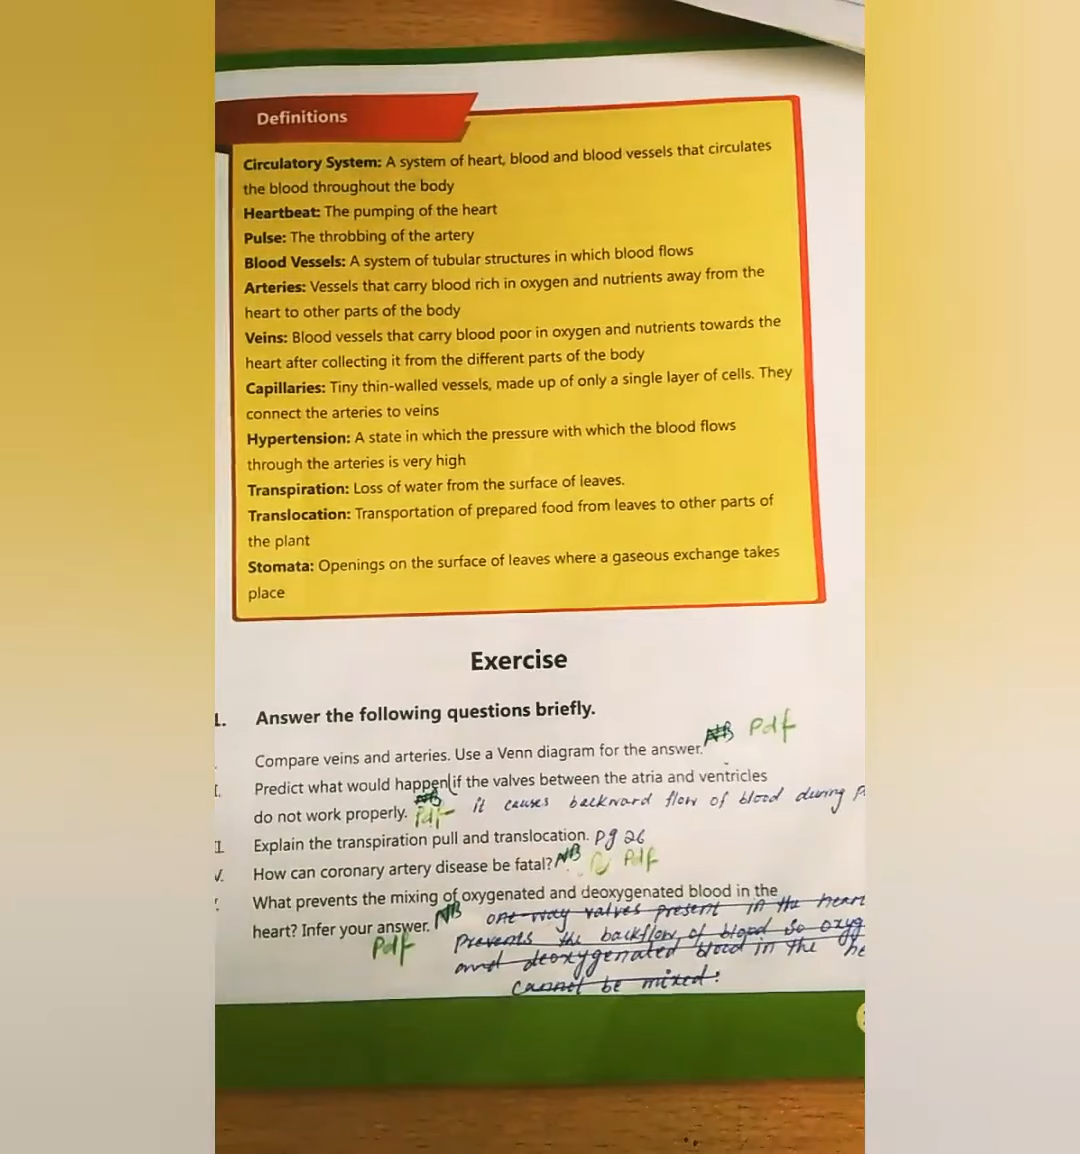 Definitions
Circulatory System: A system of heart, blood and blood vessels that circulates
the blood throughout the body
Heartbeat: The pumping of the heart
Pulse: The throbbing of the artery
Blood Vessels: A system of tubular structures in which blood flows
Arteries: Vessels that carry blood rich in oxygen and nutrients away from the
heart to other parts of the body
Veins: Blood vessels that carry blood poor in oxygen and nutrients towards the
heart after collecting it from the different parts of the body
Capillaries: Tiny thin-walled vessels, made up of only a single layer of cells. They
connect the arteries to veins
Hypertension: A state in which the pressure with which the blood flows
through the arteries is very high
Transpiration: Loss of water from the surface of leaves.
Translocation: Transportation of prepared food from leaves to other parts of
the plant
Stomata: Openings on the surface of leaves where a gaseous exchange takes
place
Exercise
1. Answer the following questions briefly.
Compare veins and arteries. Use a Venn diagram for the answer. NB Pdf
Predict what would happen if the valves between the atria and ventricles
do not work properly. NB Pdf it causes backward flow of blood during
Explain the transpiration pull and translocation. Pg 26
How can coronary artery disease be fatal? NB Pdf
What prevents the mixing of oxygenated and deoxygenated blood in the
heart? Infer your answer. NB one-way valves present in the heart
Pdf Prevents the backflow of blood so oxyg
and deoxygenated blood in the he
cannot be mixed.